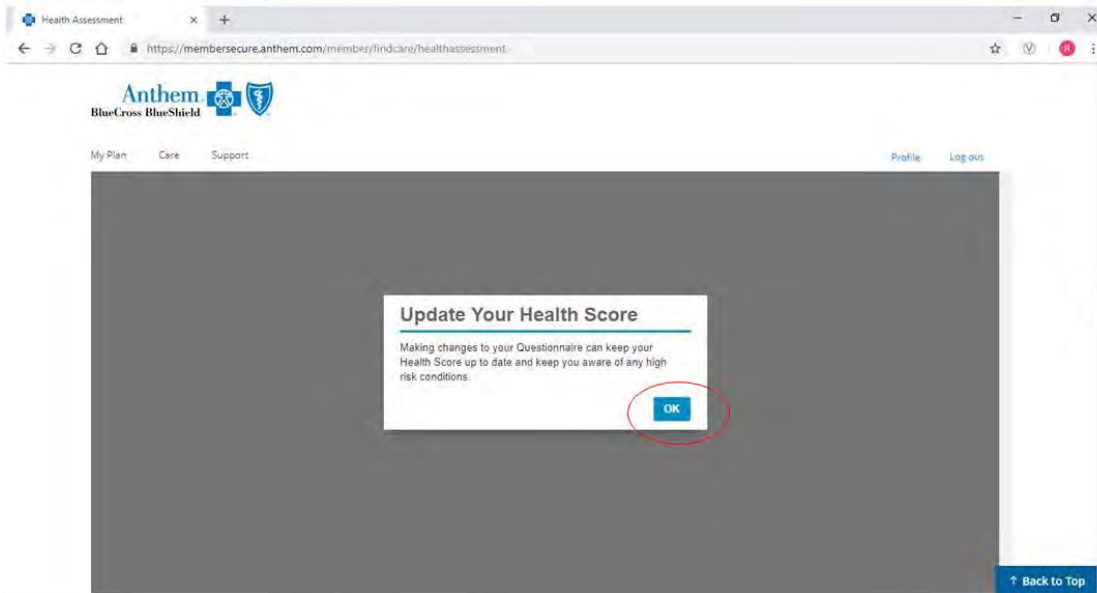 Health Assessment
https://membersecure.anthem.com/member/findcare/healthassessment
Anthem
BlueCross BlueShield
My Plan Care Support Profile Log out
Update Your Health Score
Making changes to your Questionnaire can keep your
Health Score up to date and keep you aware of any high
risk conditions.
OK
↑ Back to Top